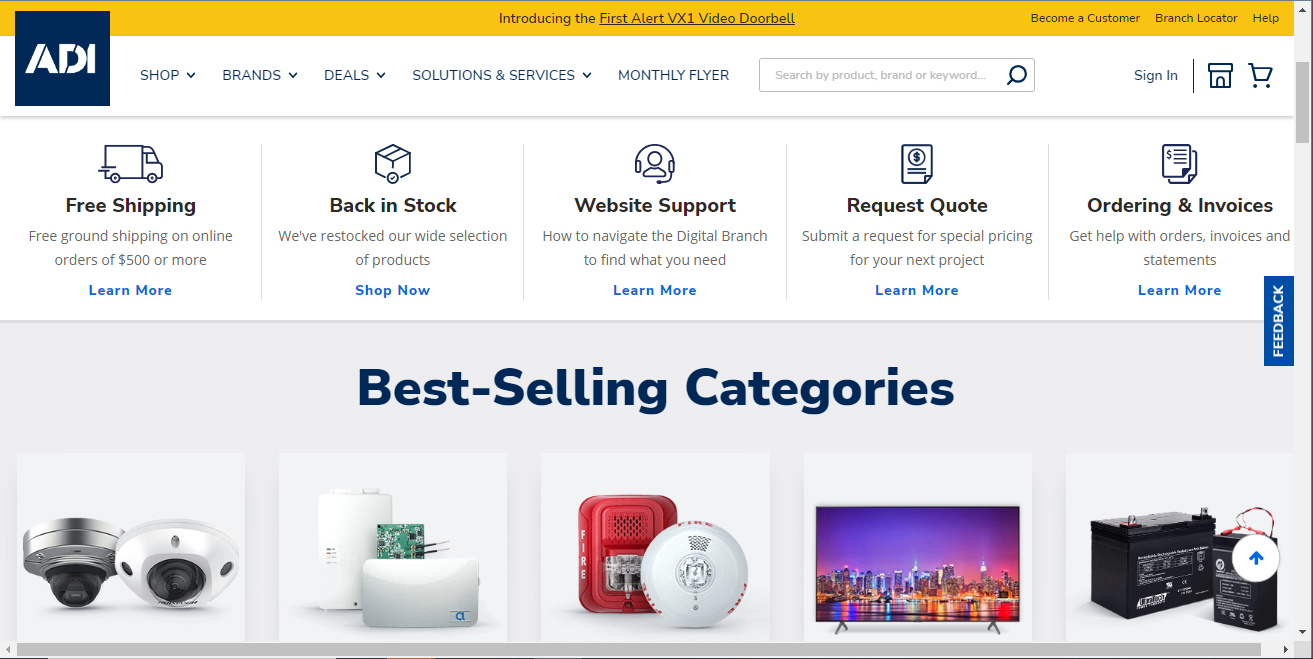 Introducing the First Alert VX1 Video Doorbell
Become a Customer Branch Locator Help
ADI
SHOP BRANDS DEALS SOLUTIONS & SERVICES MONTHLY FLYER
Search by product, brand or keyword...
Sign In
Free Shipping
Free ground shipping on online
orders of $500 or more
Learn More
Back in Stock
We've restocked our wide selection
of products
Shop Now
Website Support
How to navigate the Digital Branch
to find what you need
Learn More
Request Quote
Submit a request for special pricing
for your next project
Learn More
Ordering & Invoices
Get help with orders, invoices and
statements
Learn More
FEEDBACK
Best-Selling Categories
FIRE
FIRE